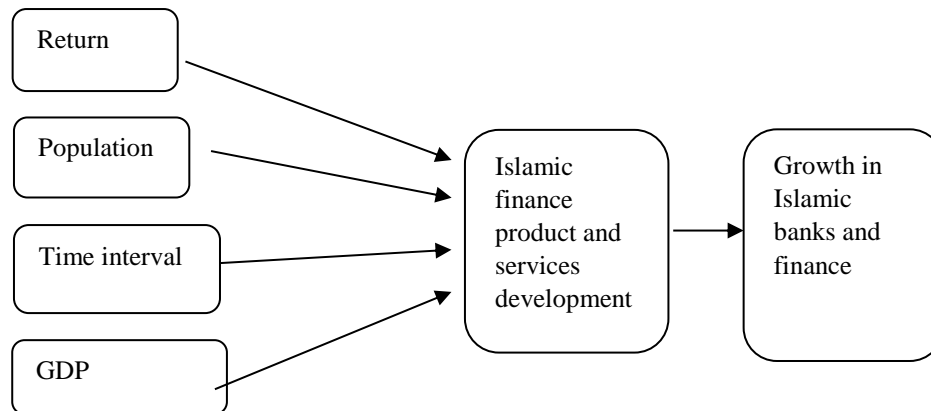 Return
Population
Time interval
GDP
Islamic
finance
product and
services
development
Growth in
Islamic
banks and
finance